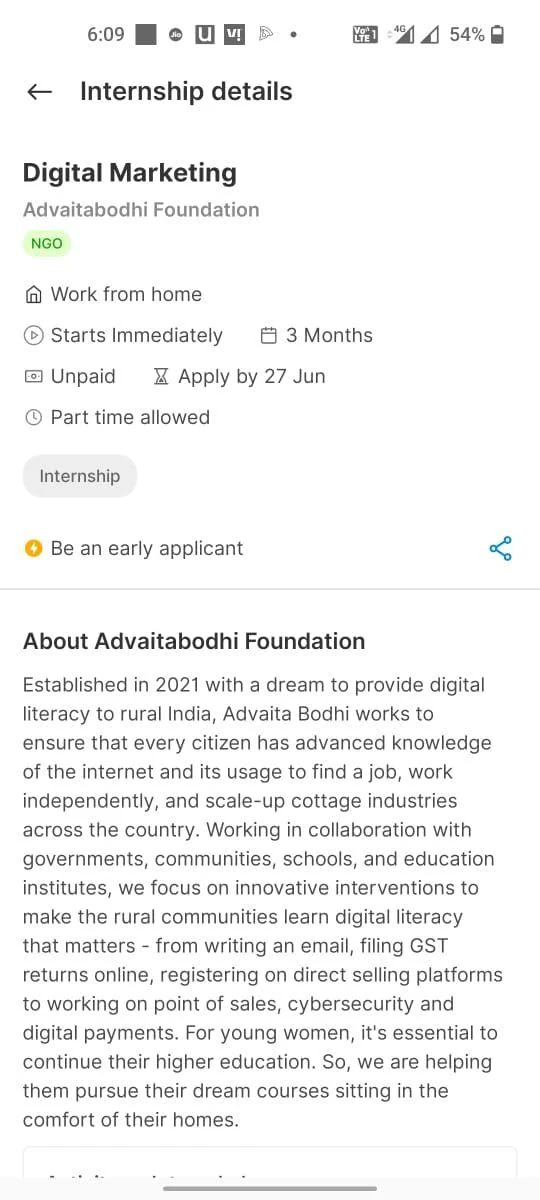 6:09 Jio U V! VoLTE 1 4G 54%
Internship details
Digital Marketing
Advaitabodhi Foundation
NGO
Work from home
Starts Immediately 3 Months
Unpaid Apply by 27 Jun
Part time allowed
Internship
Be an early applicant
About Advaitabodhi Foundation
Established in 2021 with a dream to provide digital
literacy to rural India, Advaita Bodhi works to
ensure that every citizen has advanced knowledge
of the internet and its usage to find a job, work
independently, and scale-up cottage industries
across the country. Working in collaboration with
governments, communities, schools, and education
institutes, we focus on innovative interventions to
make the rural communities learn digital literacy
that matters - from writing an email, filing GST
returns online, registering on direct selling platforms
to working on point of sales, cybersecurity and
digital payments. For young women, it's essential to
continue their higher education. So, we are helping
them pursue their dream courses sitting in the
comfort of their homes.